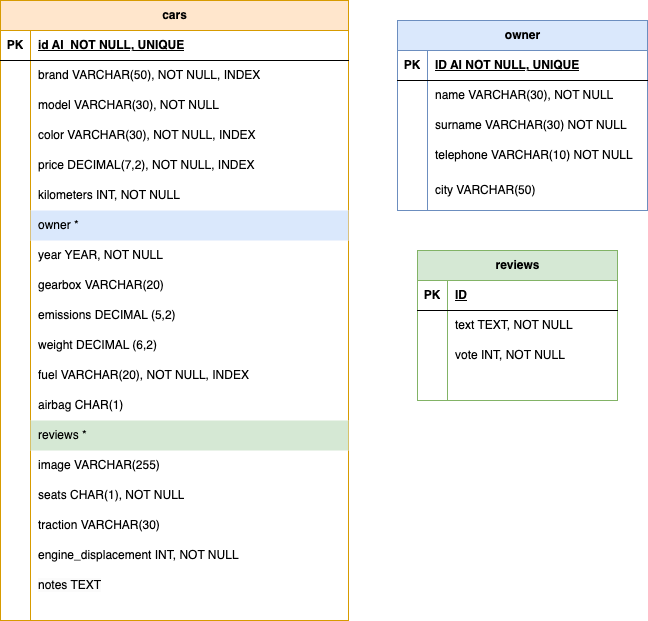 cars
PK id AI NOT NULL, UNIQUE
brand VARCHAR(50), NOT NULL, INDEX
model VARCHAR(30), NOT NULL
color VARCHAR(30), NOT NULL, INDEX
price DECIMAL(7,2), NOT NULL, INDEX
kilometers INT, NOT NULL
owner *
year YEAR, NOT NULL
gearbox VARCHAR(20)
emissions DECIMAL (5,2)
weight DECIMAL (6,2)
fuel VARCHAR(20), NOT NULL, INDEX
airbag CHAR(1)
reviews *
image VARCHAR(255)
seats CHAR(1), NOT NULL
traction VARCHAR(30)
engine_displacement INT, NOT NULL
notes TEXT
owner
PK ID AI NOT NULL, UNIQUE
name VARCHAR(30), NOT NULL
surname VARCHAR(30) NOT NULL
telephone VARCHAR(10) NOT NULL
city VARCHAR(50)
reviews
PK ID
text TEXT, NOT NULL
vote INT, NOT NULL